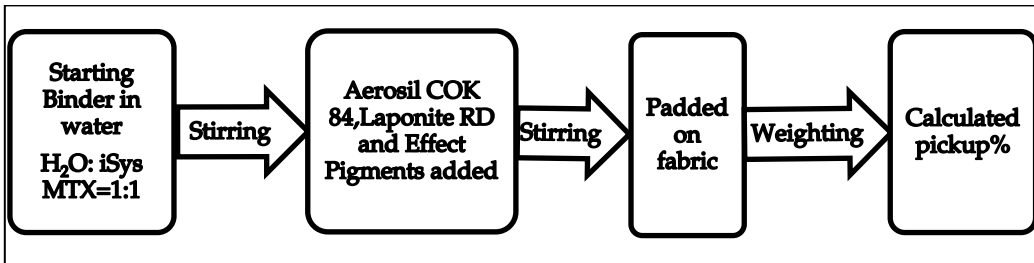 Starting
Binder in
water
H₂O: iSys
MTX=1:1
Stirring
Aerosil COK
84,Laponite RD
and Effect
Pigments added
Stirring
Padded
on
fabric
Weighting
Calculated
pickup%